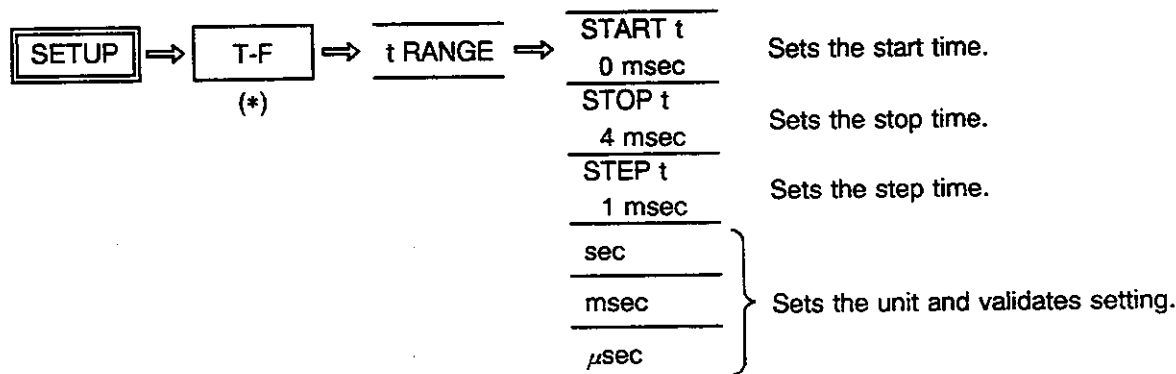 SETUP ⇒ T-F ⇒ t RANGE ⇒ START t
0 msec
Sets the start time.
(*)
STOP t
4 msec
Sets the stop time.
STEP t
1 msec
Sets the step time.
sec
msec
Sets the unit and validates setting.
μsec